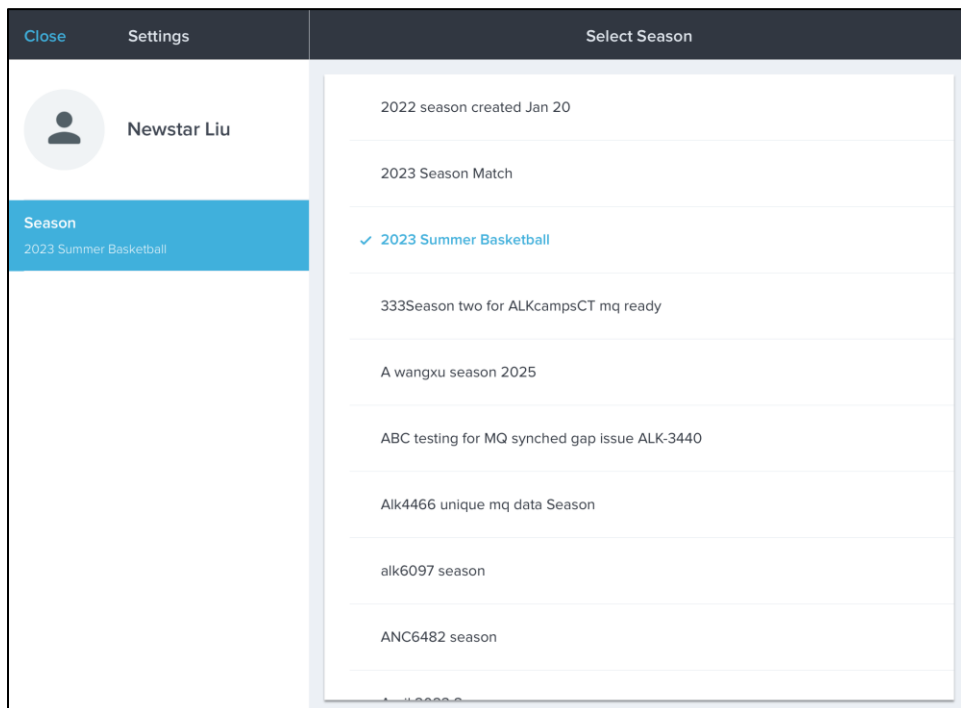 Close
Settings
Select Season
Newstar Liu
Season
2023 Summer Basketball
2022 season created Jan 20
2023 Season Match
2023 Summer Basketball
333Season two for ALKcampsCT mq ready
A wangxu season 2025
ABC testing for MQ synched gap issue ALK-3440
Alk4466 unique mq data Season
alk6097 season
ANC6482 season